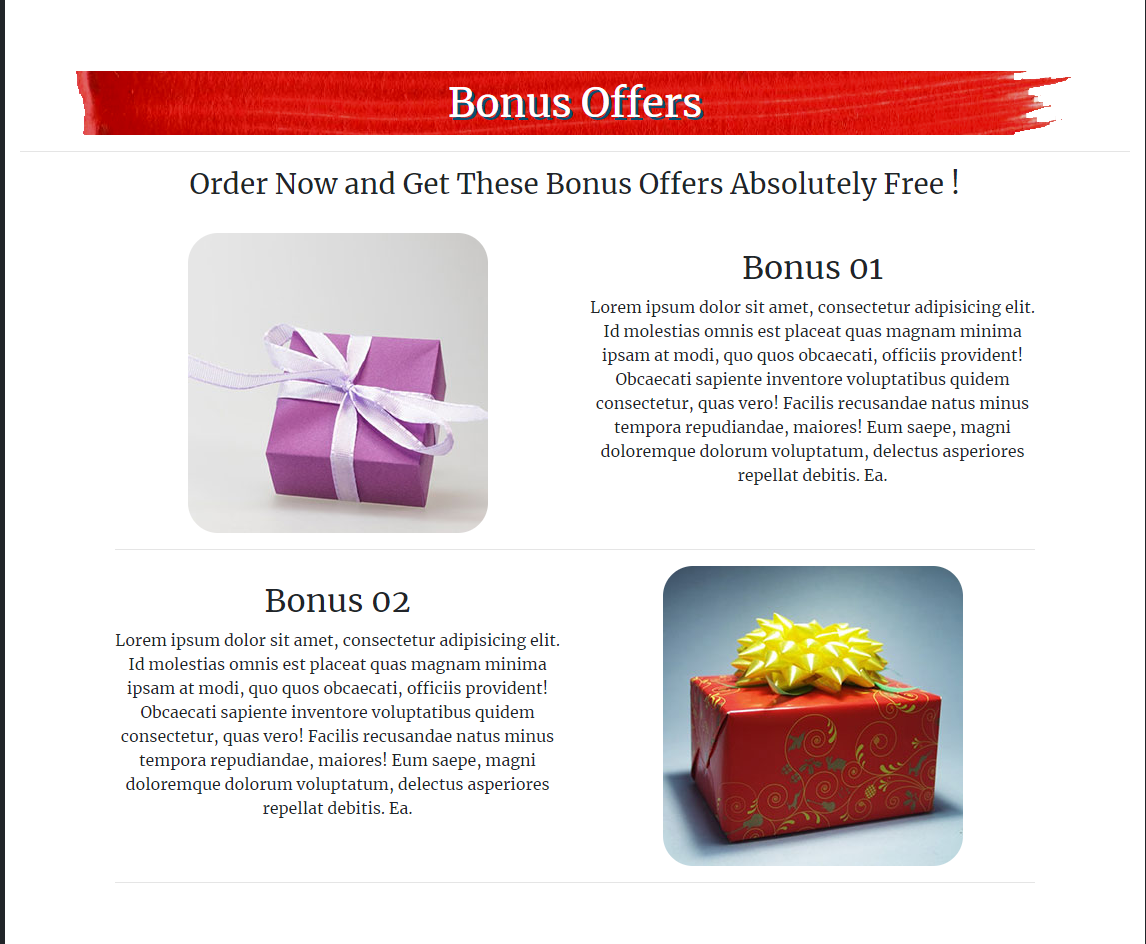 Bonus Offers
Order Now and Get These Bonus Offers Absolutely Free !
Bonus 01
Lorem ipsum dolor sit amet, consectetur adipisicing elit.
Id molestias omnis est placeat quas magnam minima
ipsam at modi, quo quos obcaecati, officiis provident!
Obcaecati sapiente inventore voluptatibus quidem
consectetur, quas vero! Facilis recusandae natus minus
tempora repudiandae, maiores! Eum saepe, magni
doloremque dolorum voluptatum, delectus asperiores
repellat debitis. Ea.
Bonus 02
Lorem ipsum dolor sit amet, consectetur adipisicing elit.
Id molestias omnis est placeat quas magnam minima
ipsam at modi, quo quos obcaecati, officiis provident!
Obcaecati sapiente inventore voluptatibus quidem
consectetur, quas vero! Facilis recusandae natus minus
tempora repudiandae, maiores! Eum saepe, magni
doloremque dolorum voluptatum, delectus asperiores
repellat debitis. Ea.